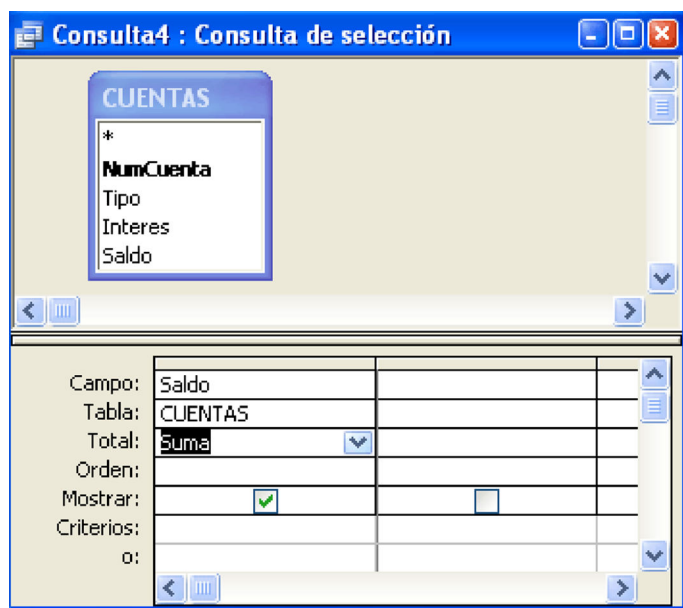 Consulta4 : Consulta de selección
CUENTAS
*
NumCuenta
Tipo
Interes
Saldo
Campo: Saldo
Tabla: CUENTAS
Total: Suma
Orden:
Mostrar:
Criterios:
o: